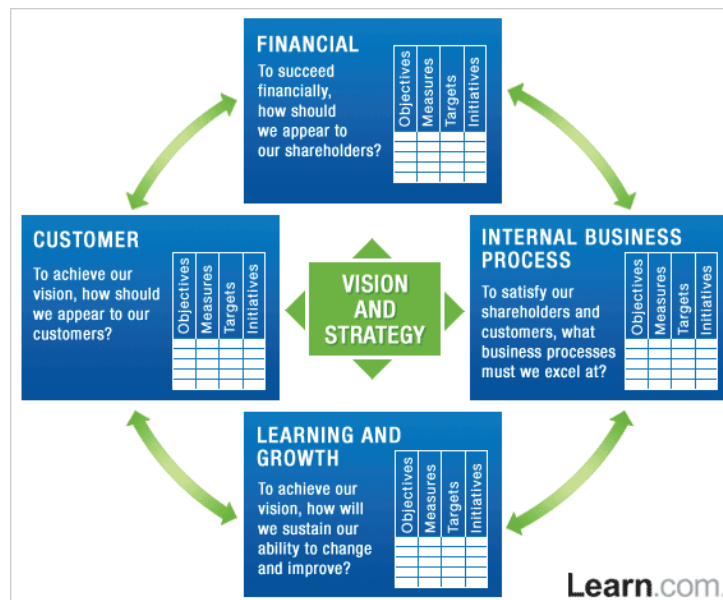 FINANCIAL
To succeed
financially,
how should
we appear to
our shareholders?
Objectives
Measures
Targets
Initiatives
CUSTOMER
To achieve our
vision, how should
we appear to our
customers?
Objectives
Measures
Targets
Initiatives
VISION
AND
STRATEGY
INTERNAL BUSINESS
PROCESS
To satisfy our
shareholders and
customers, what
business processes
must we excel at?
Objectives
Measures
Targets
Initiatives
LEARNING AND
GROWTH
To achieve our
vision, how will
we sustain our
ability to change
and improve?
Objectives
Measures
Targets
Initiatives
Learn.com.